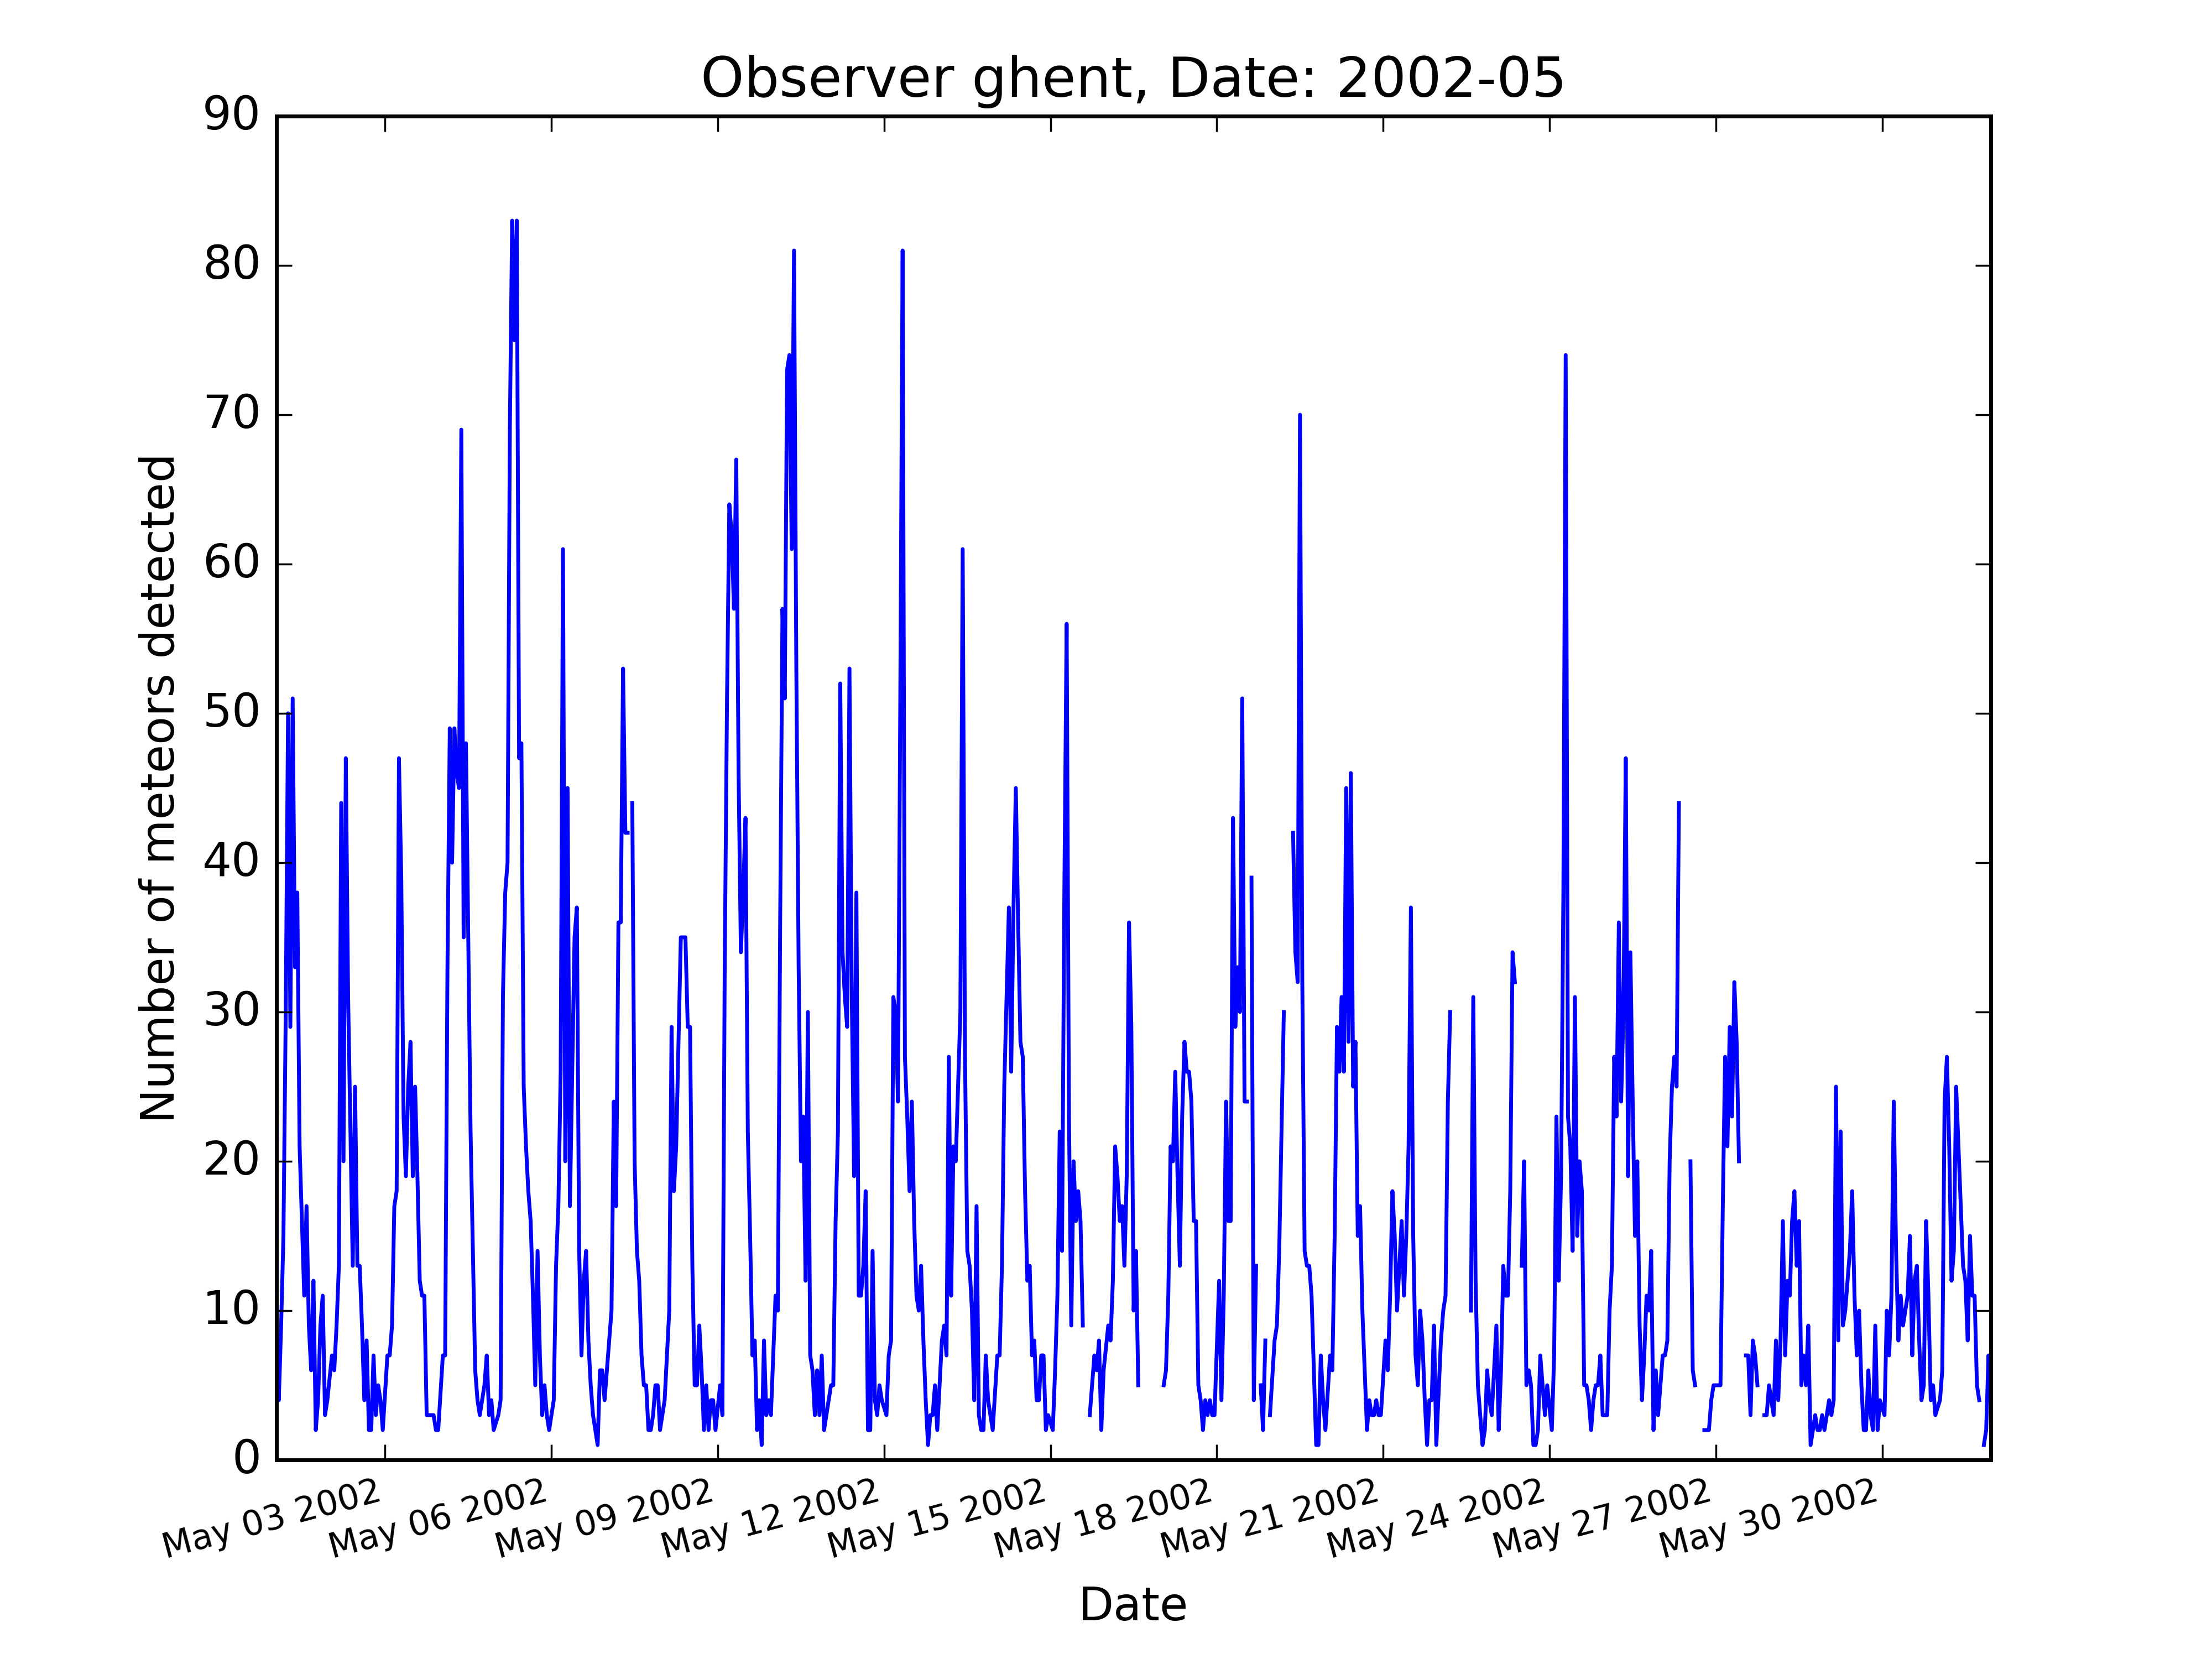 Observer ghent, Date: 2002-05
90
80
70
60
50
40
30
20
10
0
Number of meteors detected
May 03 2002
May 06 2002
May 09 2002
May 12 2002
May 15 2002
May 18 2002
May 21 2002
May 24 2002
May 27 2002
May 30 2002
Date